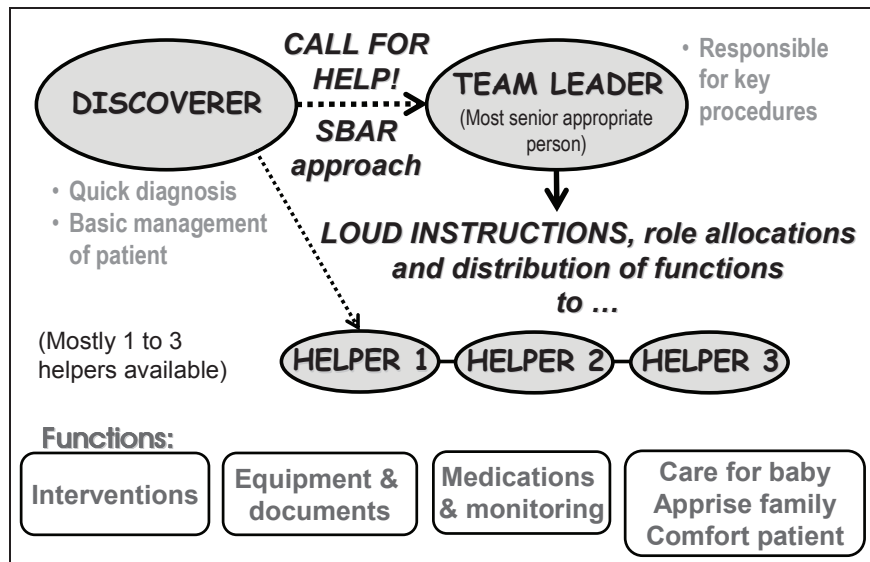 CALL FOR
HELP!
DISCOVERER
SBAR
approach
TEAM LEADER
(Most senior appropriate
person)
• Responsible
for key
procedures
• Quick diagnosis
• Basic management
of patient
LOUD INSTRUCTIONS, role allocations
and distribution of functions
to ...
(Mostly 1 to 3
helpers available)
HELPER 1
HELPER 2
HELPER 3
Functions:
Interventions
Equipment &
documents
Medications
& monitoring
Care for baby
Apprise family
Comfort patient